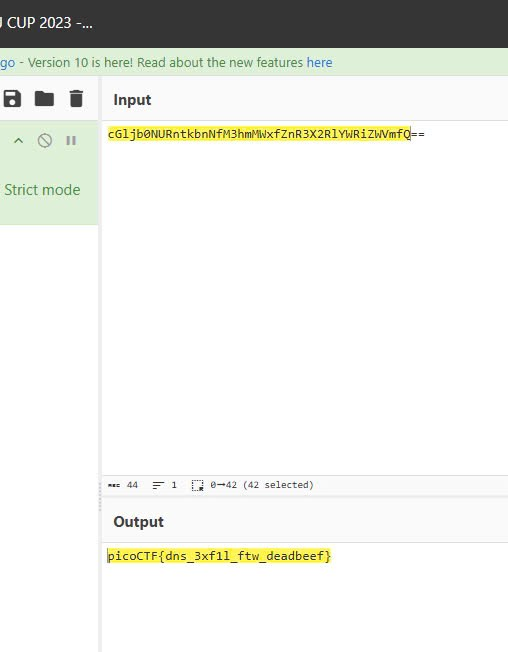 J CUP 2023 -...
go - Version 10 is here! Read about the new features here
Input
cGljb0NURntkbnNfM3hmMWxfZnR3X2RlYWRiZWVmfQ==
Strict mode
44 1 0→42 (42 selected)
Output
picoCTF{dns_3xf1l_ftw_deadbeef}